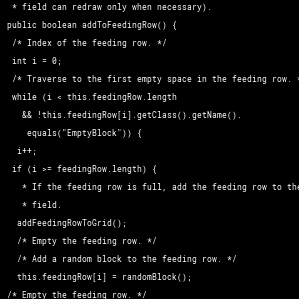 * field can redraw only when necessary).
public boolean addToFeedingRow() {
/* Index of the feeding row. */
int i = 0;
/* Traverse to the first empty space in the feeding row.
while (i < this.feedingRow.length
&& !this.feedingRow[i].getClass().getName().
equals("EmptyBlock")) {
i++;
if (i >= feedingRow.length) {
* If the feeding row is full, add the feeding row to the
* field.
addFeedingRowToGrid();
/* Empty the feeding row. */
/* Add a random block to the feeding row. */
this.feedingRow[i] = randomBlock();
/* Empty the feeding row. */